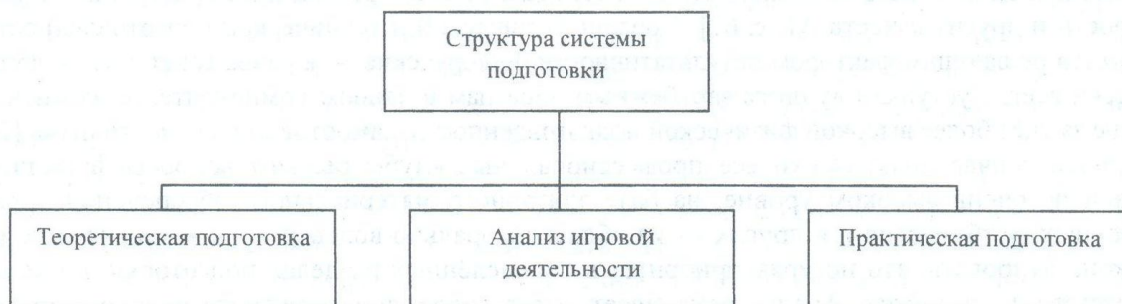 Структура системы
подготовки
Теоретическая подготовка
Анализ игровой
деятельности
Практическая подготовка